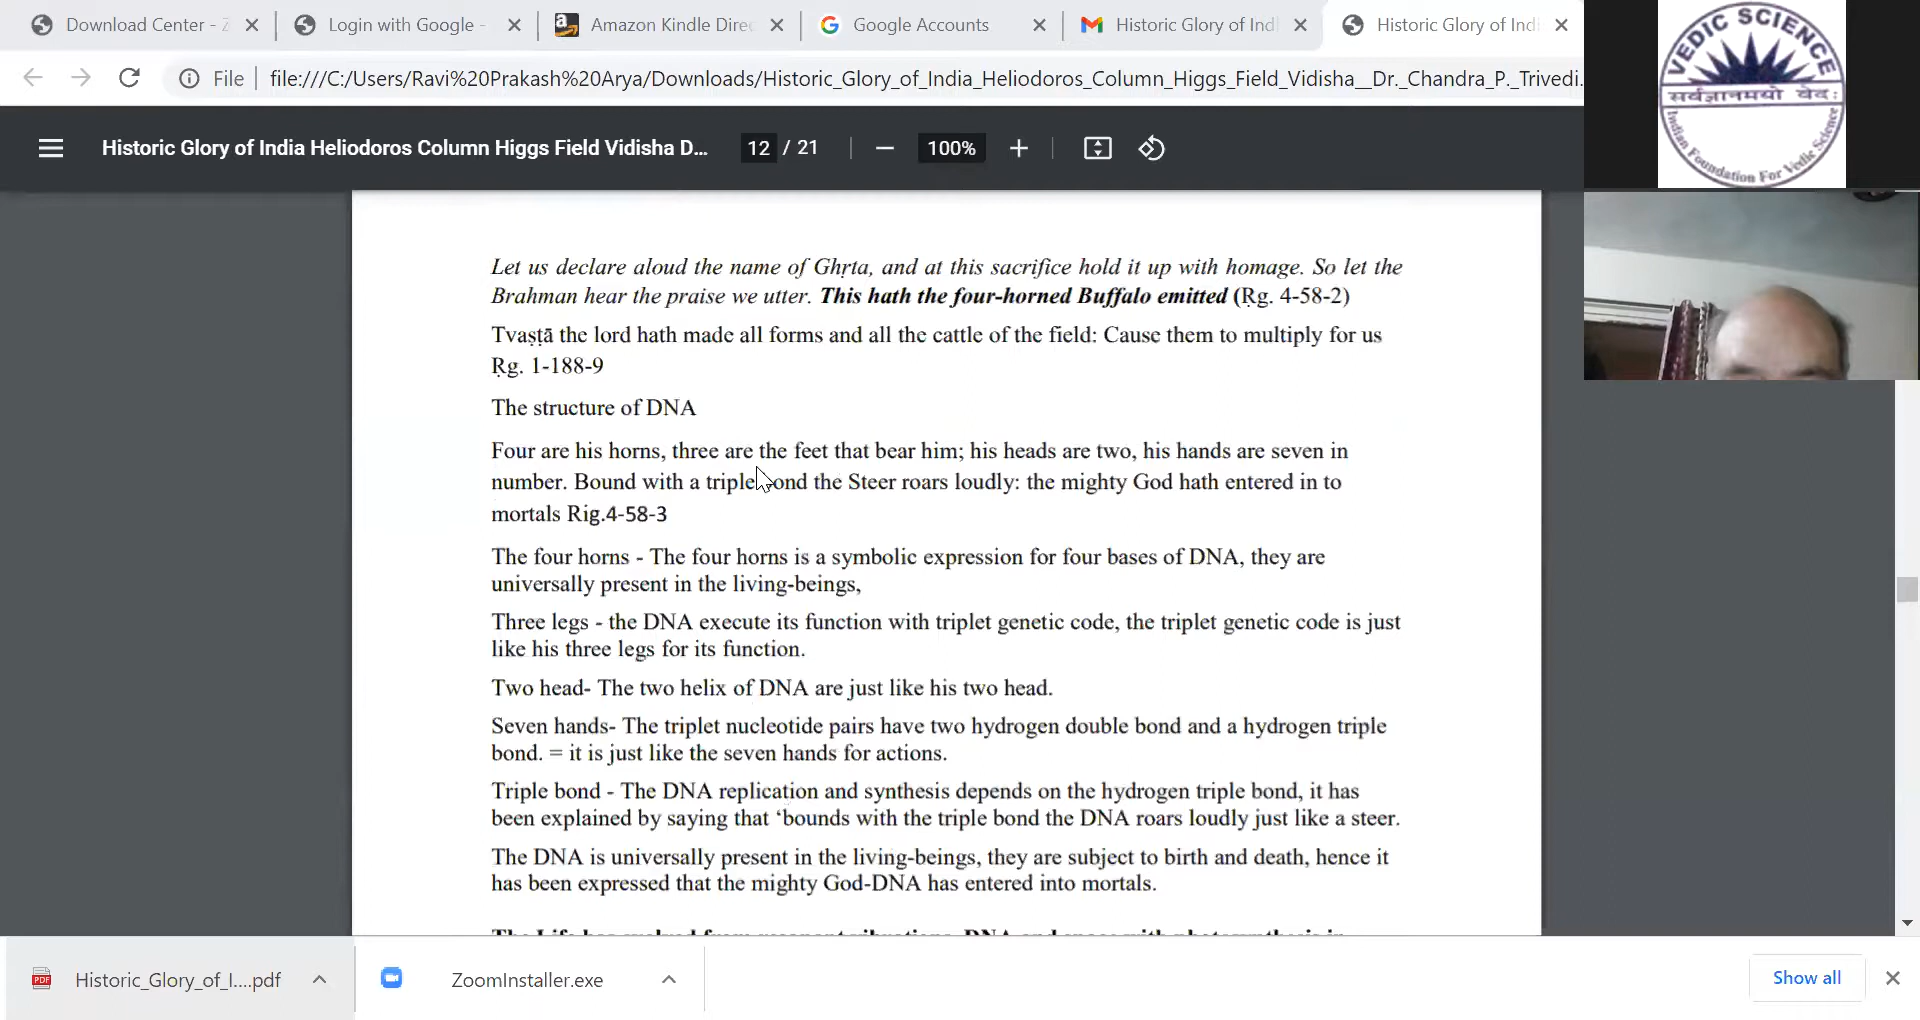 Download Center - Z
Login with Google -
Amazon Kindle Direc
Google Accounts
Historic Glory of Indi
Historic Glory of Indi
File
file:///C:/Users/Ravi%20Prakash%20Arya/Downloads/Historic_Glory_of_India_Heliodoros_Column_Higgs_Field_Vidisha__Dr._Chandra_P._Trivedi.
VEDIC SCIENCE
सर्वज्ञानमयो वेदः
Indian Foundation For Vedic Science
Historic Glory of India Heliodoros Column Higgs Field Vidisha D...
12 / 21
100%
Let us declare aloud the name of Ghṛta, and at this sacrifice hold it up with homage. So let the
Brahman hear the praise we utter. This hath the four-horned Buffalo emitted (Ṛg. 4-58-2)
Tvaṣṭā the lord hath made all forms and all the cattle of the field: Cause them to multiply for us
Ṛg. 1-188-9
The structure of DNA
Four are his horns, three are the feet that bear him; his heads are two, his hands are seven in
number. Bound with a triple bond the Steer roars loudly: the mighty God hath entered in to
mortals Rig.4-58-3
The four horns - The four horns is a symbolic expression for four bases of DNA, they are
universally present in the living-beings,
Three legs - the DNA execute its function with triplet genetic code, the triplet genetic code is just
like his three legs for its function.
Two head- The two helix of DNA are just like his two head.
Seven hands- The triplet nucleotide pairs have two hydrogen double bond and a hydrogen triple
bond. = it is just like the seven hands for actions.
Triple bond - The DNA replication and synthesis depends on the hydrogen triple bond, it has
been explained by saying that ‘bounds with the triple bond the DNA roars loudly just like a steer.
The DNA is universally present in the living-beings, they are subject to birth and death, hence it
has been expressed that the mighty God-DNA has entered into mortals.
Historic_Glory_of_I....pdf
ZoomInstaller.exe
Show all